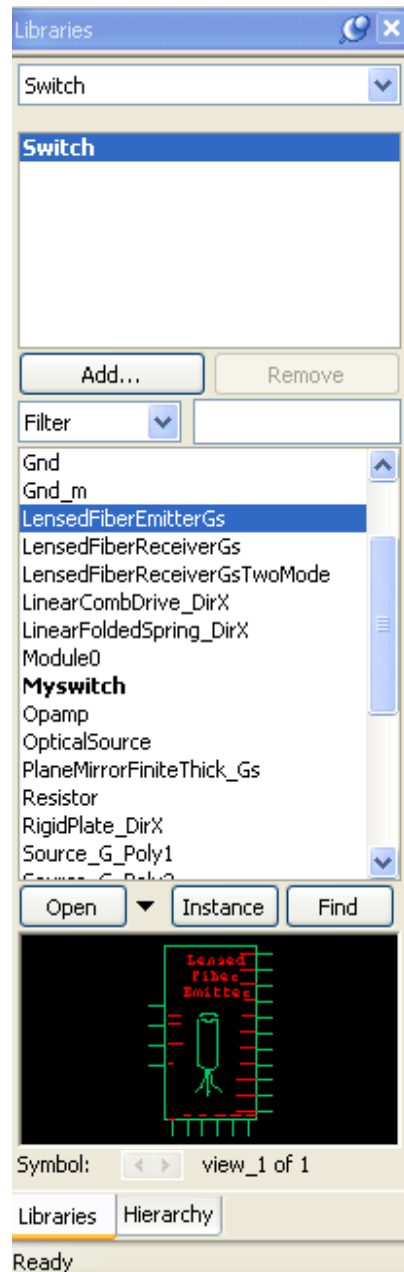 Libraries
Switch
Switch
Add... Remove
Filter
Gnd
Gnd_m
LensedFiberEmitterGs
LensedFiberReceiverGs
LensedFiberReceiverGsTwoMode
LinearCombDrive_DirX
LinearFoldedSpring_DirX
Module0
Myswitch
Opamp
OpticalSource
PlaneMirrorFiniteThick_Gs
Resistor
RigidPlate_DirX
Source_G_Poly1
Open Instance Find
Lensed
Fiber
Emitter
Symbol: view_1 of 1
Libraries Hierarchy
Ready